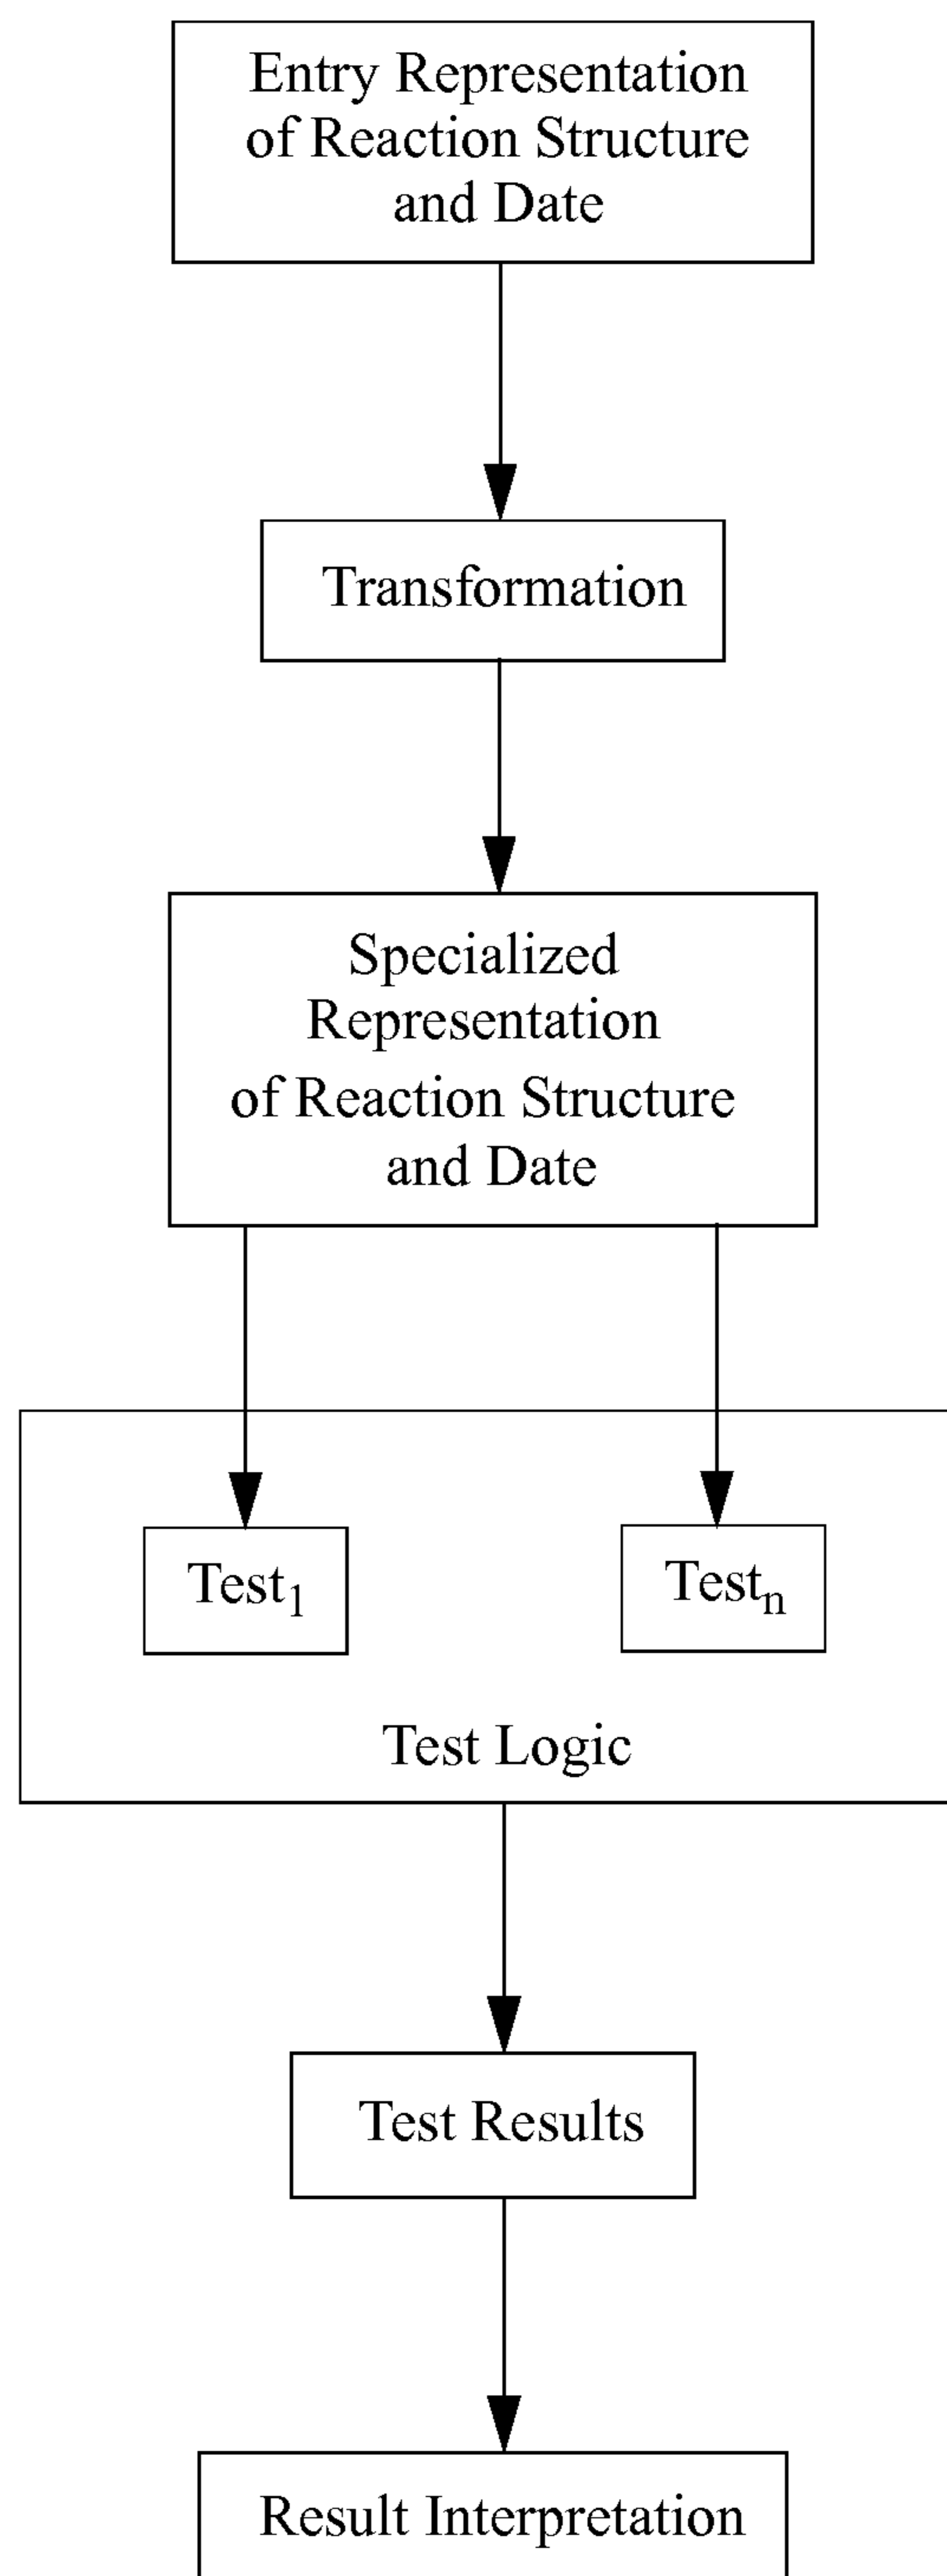 Entry Representation
of Reaction Structure
and Date
Transformation
Specialized
Representation
of Reaction Structure
and Date
Test1
Testn
Test Logic
Test Results
Result Interpretation